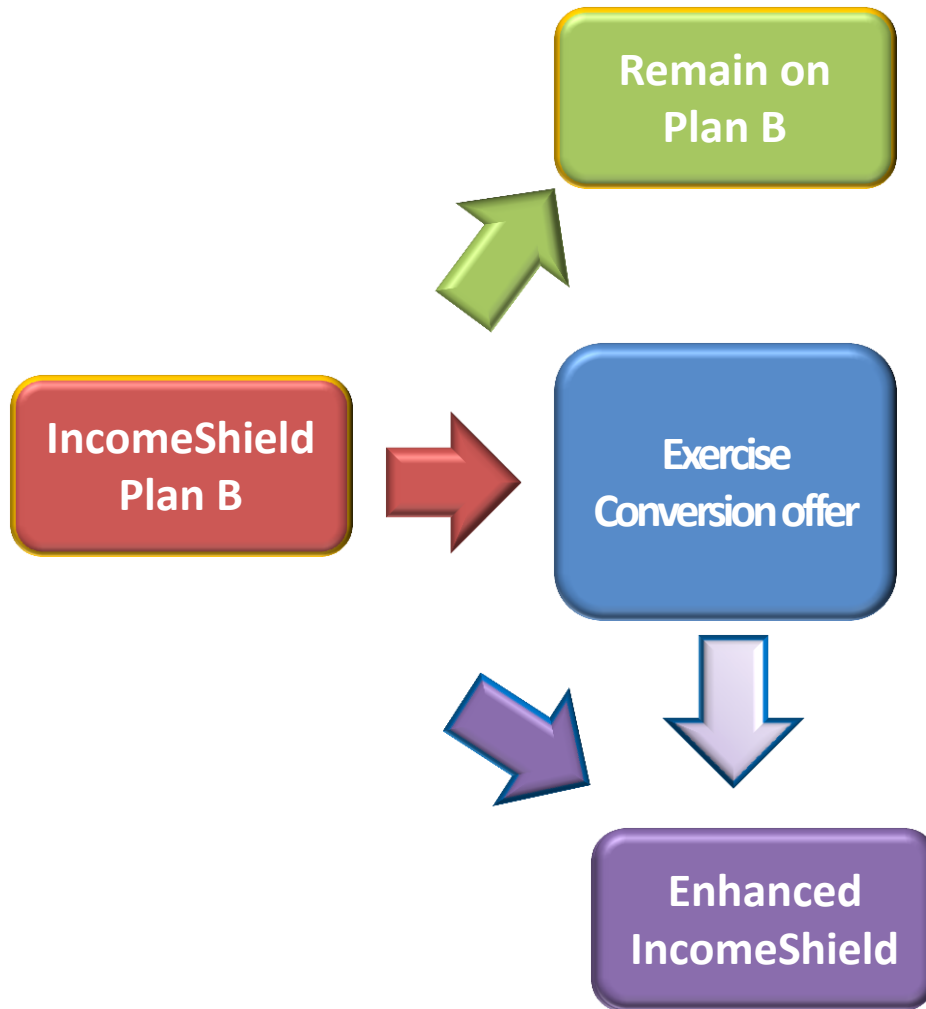 Remain on
Plan B
IncomeShield
Plan B
Exercise
Conversion offer
Enhanced
IncomeShield